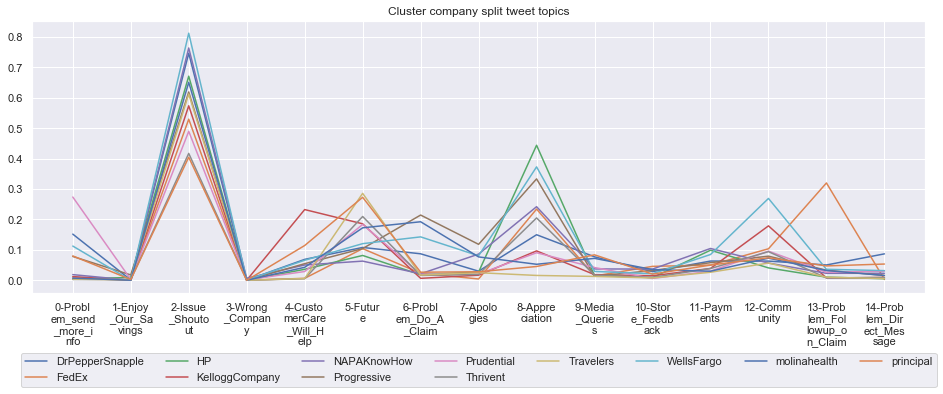 Cluster company split tweet topics
0.8
0.7
0.6
0.5
0.4
0.3
0.2
0.1
0.0
0-Probl
em_send
_more_i
nfo
1-Enjoy
_Our_Sa
vings
2-Issue
_Shouto
ut
3-Wrong
_Compan
y
4-Custo
merCare
_Will_H
elp
5-Futur
e
6-Probl
em_Do_A
_Claim
7-Apolo
gies
8-Appre
ciation
9-Media
_Querie
s
10-Stor
e_Feedb
ack
11-Paym
ents
12-Comm
unity
13-Prob
lem_Fol
lowup_o
n_Claim
14-Prob
lem_Dir
ect_Mes
sage
DrPepperSnapple
FedEx
HP
KelloggCompany
NAPAKnowHow
Progressive
Prudential
Thrivent
Travelers
WellsFargo
molinahealth
principal